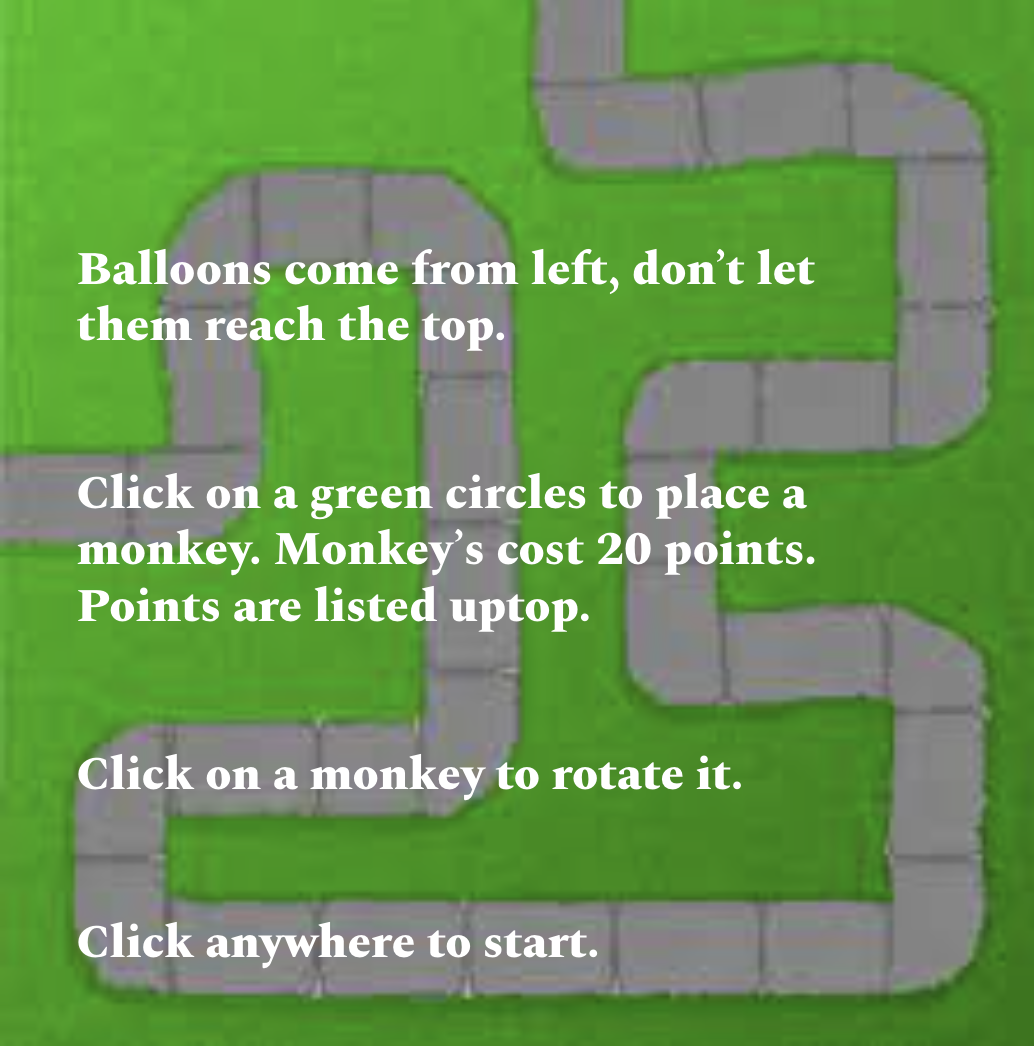 Balloons come from left, don’t let
them reach the top.
Click on a green circles to place a
monkey. Monkey’s cost 20 points.
Points are listed uptop.
Click on a monkey to rotate it.
Click anywhere to start.